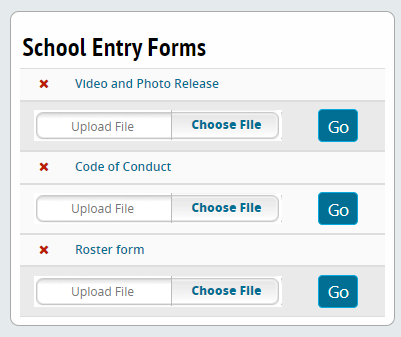 School Entry Forms
✖ Video and Photo Release
Upload File Choose File Go
✖ Code of Conduct
Upload File Choose File Go
✖ Roster form
Upload File Choose File Go